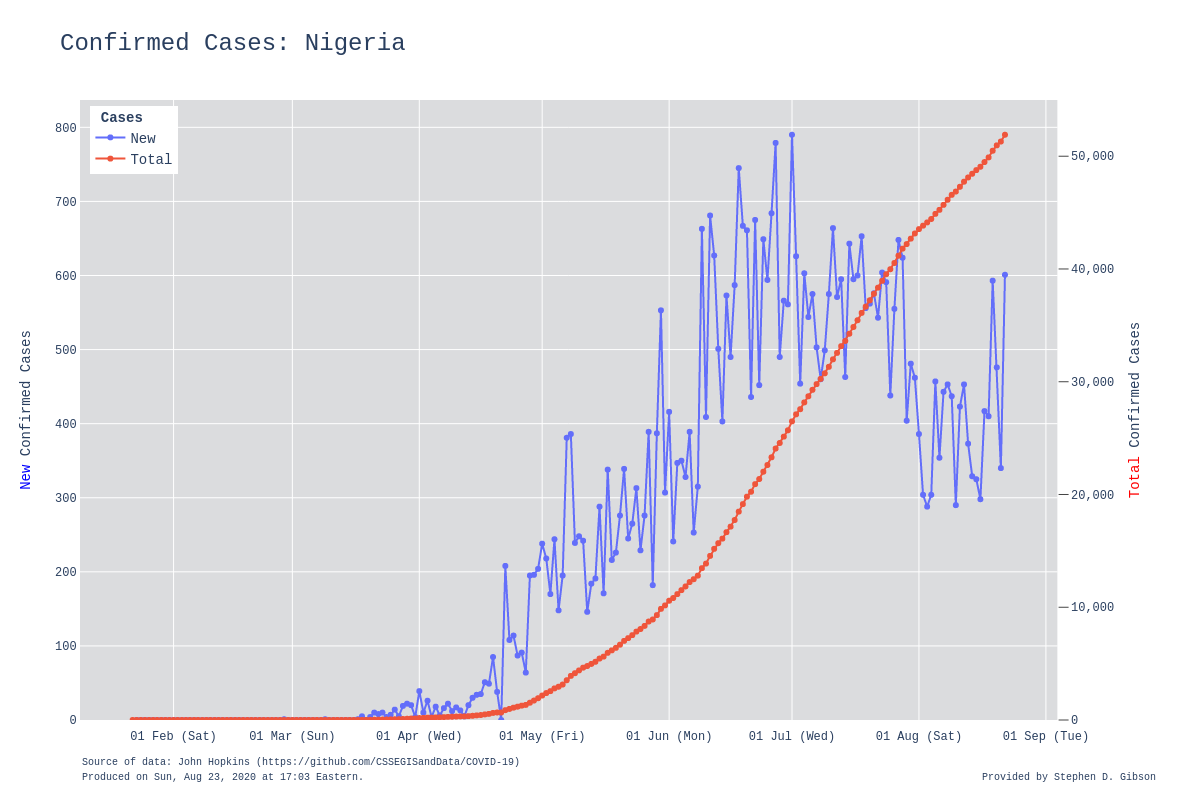 Confirmed Cases: Nigeria
Cases
New
Total
800
700
600
500
400
300
200
100
0
50,000
40,000
30,000
20,000
10,000
0
New Confirmed Cases
Total Confirmed Cases
01 Feb (Sat) 01 Mar (Sun) 01 Apr (Wed) 01 May (Fri) 01 Jun (Mon) 01 Jul (Wed) 01 Aug (Sat) 01 Sep (Tue)
Source of data: John Hopkins (https://github.com/CSSEGISandData/COVID-19)
Produced on Sun, Aug 23, 2020 at 17:03 Eastern.
Provided by Stephen D. Gibson